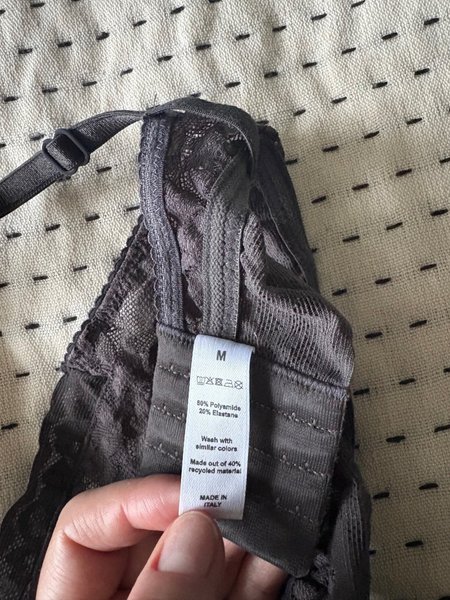 M
80% Polyamide
20% Elastane
Wash with
similar colors
Made out of 40%
recycled material
MADE IN
ITALY